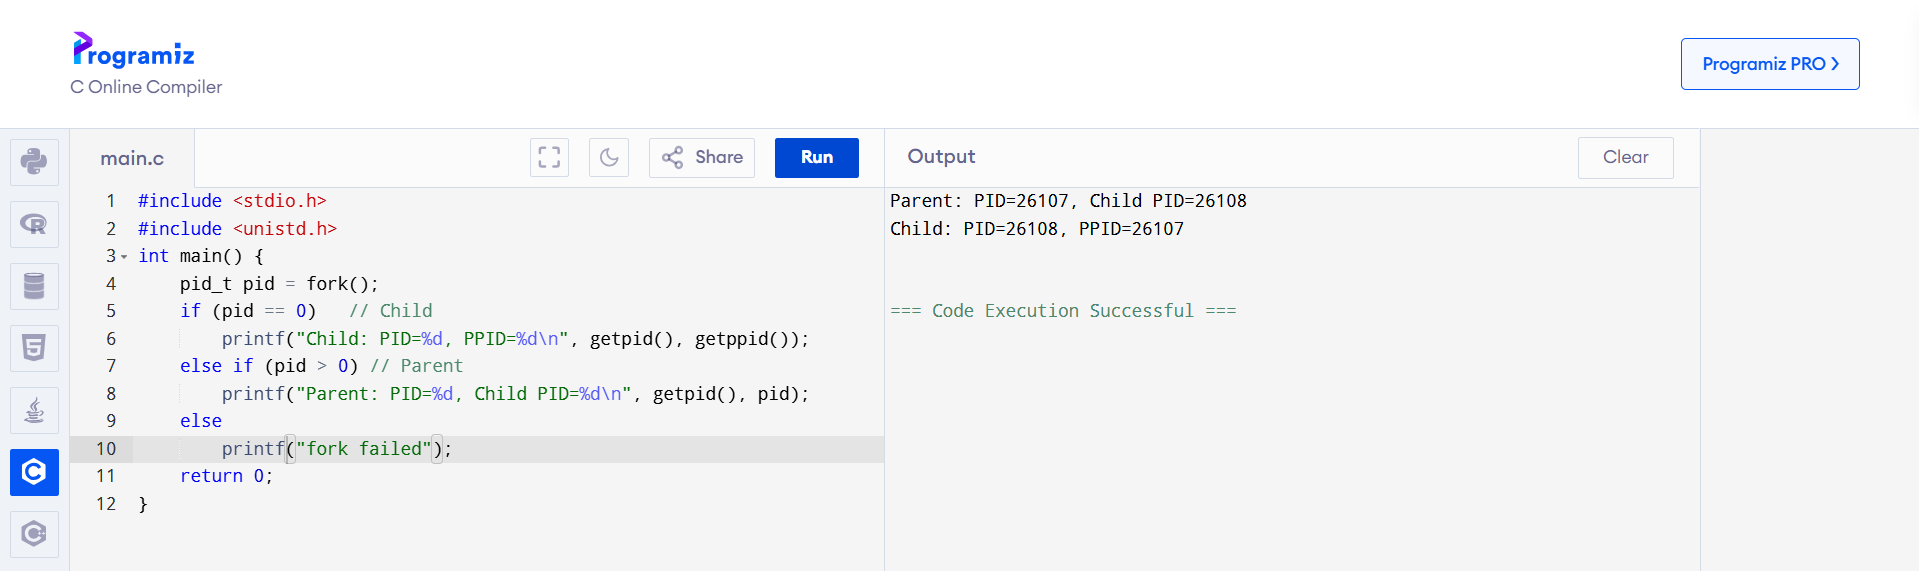 Programiz
C Online Compiler
Programiz PRO
main.c
Share
Run
Output
Clear
1 #include <stdio.h>
2 #include <unistd.h>
3 int main() {
4     pid_t pid = fork();
5     if (pid == 0)   // Child
6         printf("Child: PID=%d, PPID=%d\n", getpid(), getppid());
7     else if (pid > 0) // Parent
8         printf("Parent: PID=%d, Child PID=%d\n", getpid(), pid);
9     else
10         printf("fork failed");
11     return 0;
12 }
Parent: PID=26107, Child PID=26108
Child: PID=26108, PPID=26107
=== Code Execution Successful ===